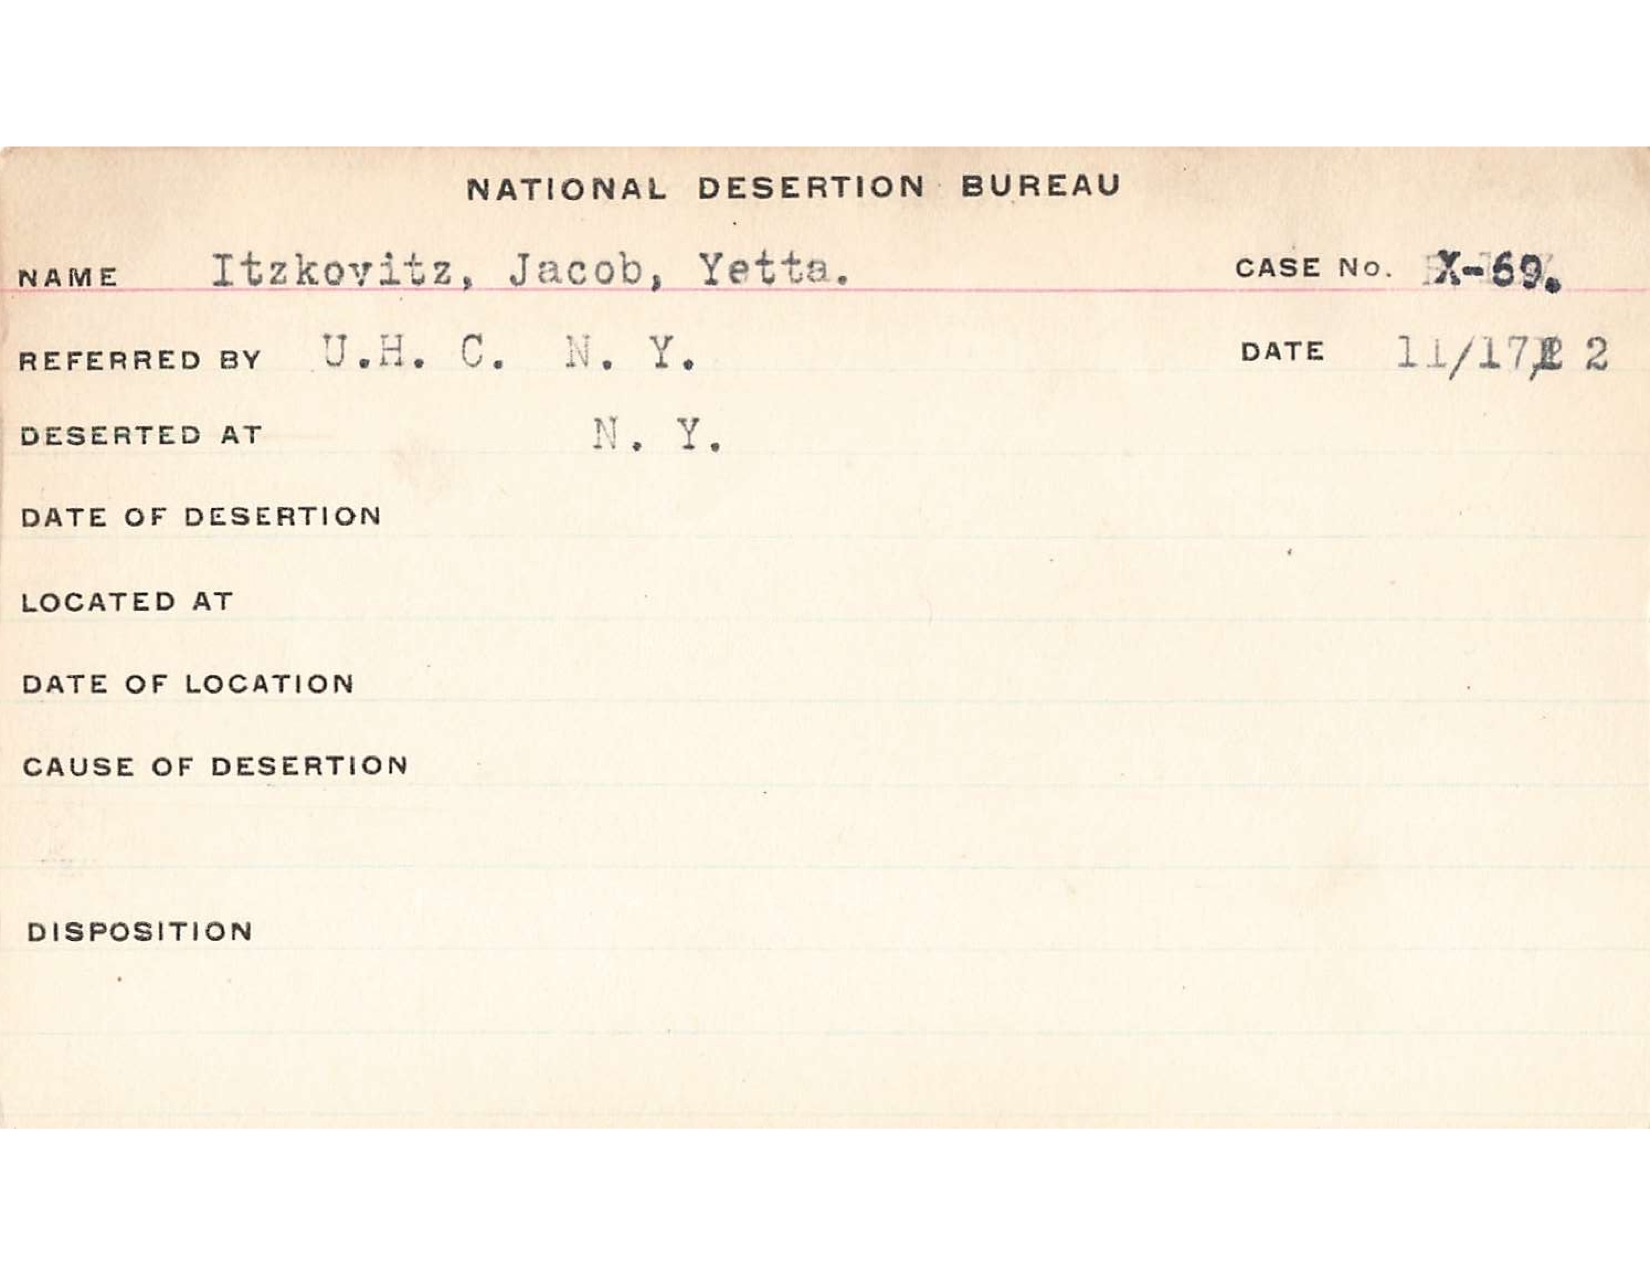 NATIONAL DESERTION BUREAU
NAME Itzkovitz, Jacob, Yetta. CASE No. X-69.
REFERRED BY U.H. C. N. Y. DATE 11/17/22
DESERTED AT N. Y.
DATE OF DESERTION
LOCATED AT
DATE OF LOCATION
CAUSE OF DESERTION
DISPOSITION